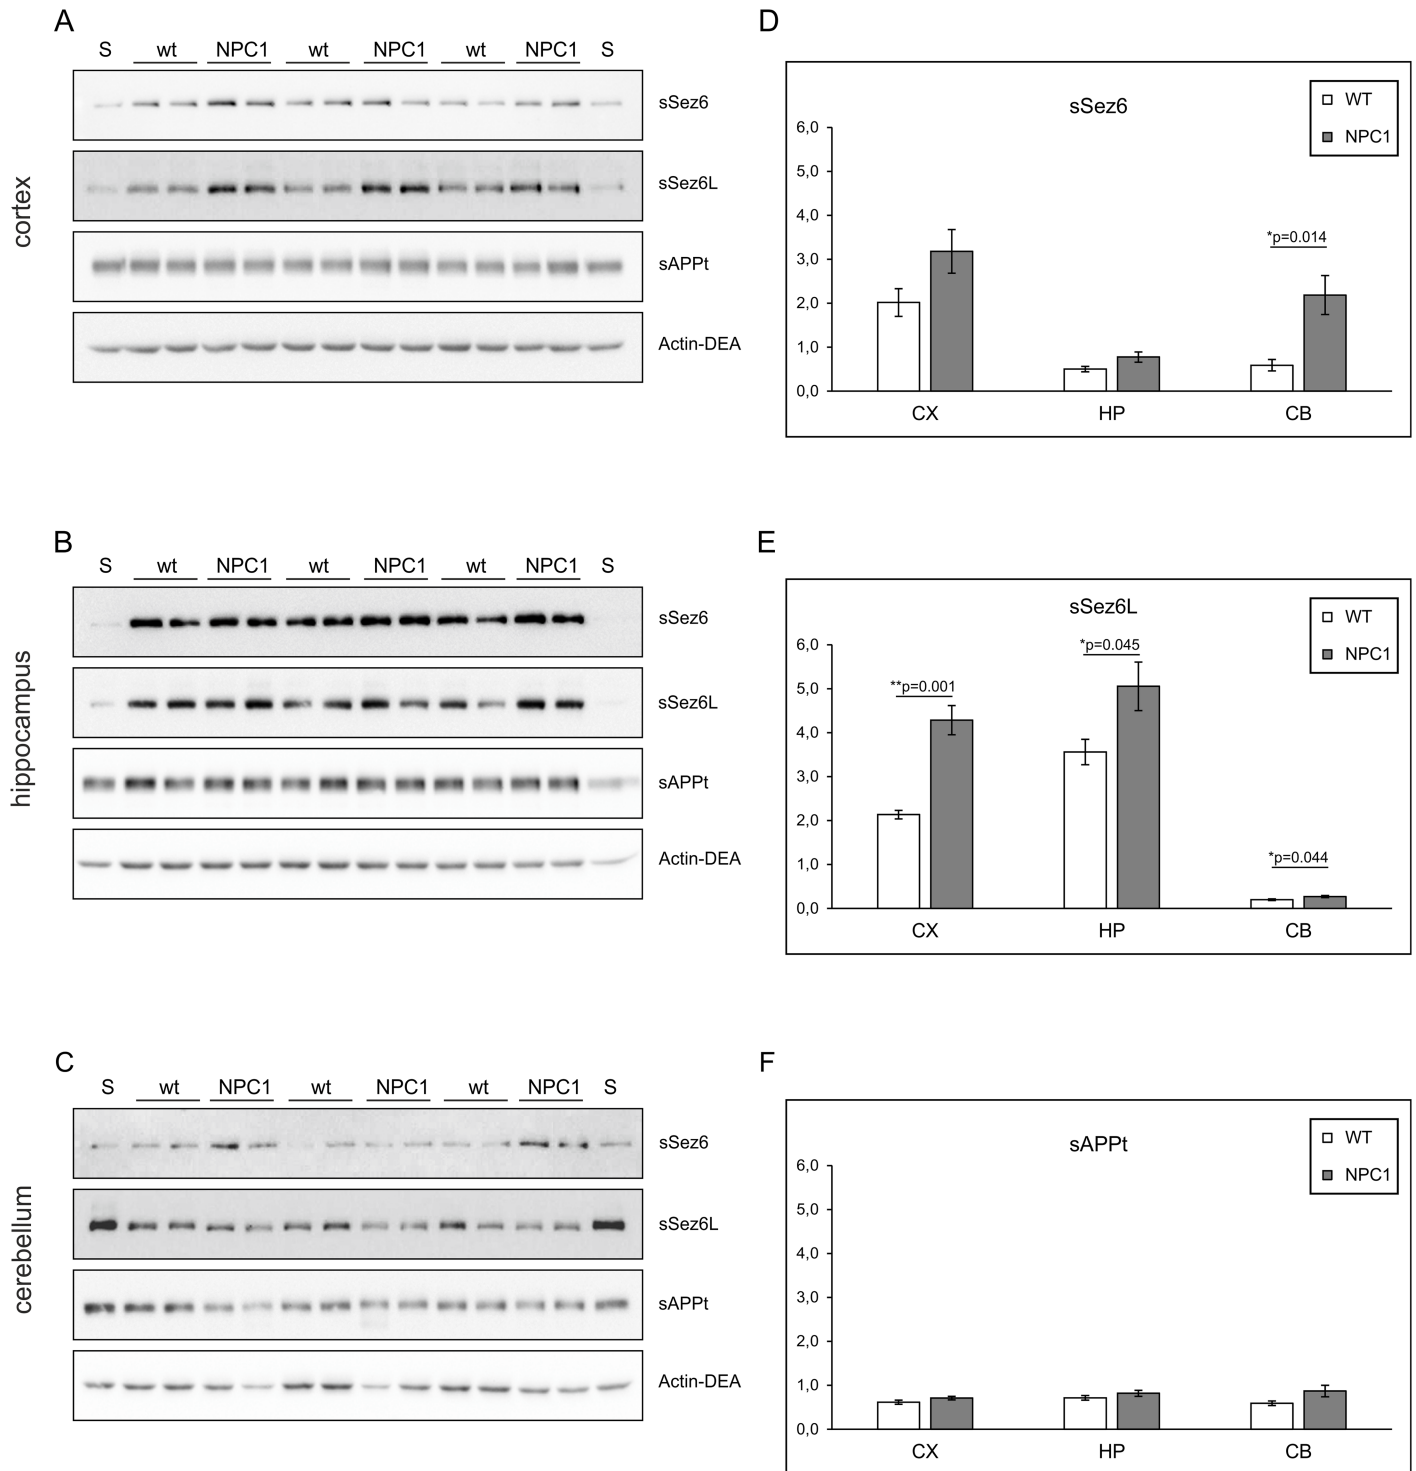 A
S wt NPC1 wt NPC1 wt NPC1 S
cortex
sSez6
sSez6L
sAPPt
Actin-DEA
D
sSez6
WT
NPC1
6,0
5,0
4,0
3,0
2,0
1,0
0,0
*p=0.014
CX HP CB
B
S wt NPC1 wt NPC1 wt NPC1 S
hippocampus
sSez6
sSez6L
sAPPt
Actin-DEA
E
sSez6L
WT
NPC1
6,0
5,0
4,0
3,0
2,0
1,0
0,0
**p=0.001
*p=0.045
*p=0.044
CX HP CB
C
S wt NPC1 wt NPC1 wt NPC1 S
cerebellum
sSez6
sSez6L
sAPPt
Actin-DEA
F
sAPPt
WT
NPC1
6,0
5,0
4,0
3,0
2,0
1,0
0,0
CX HP CB